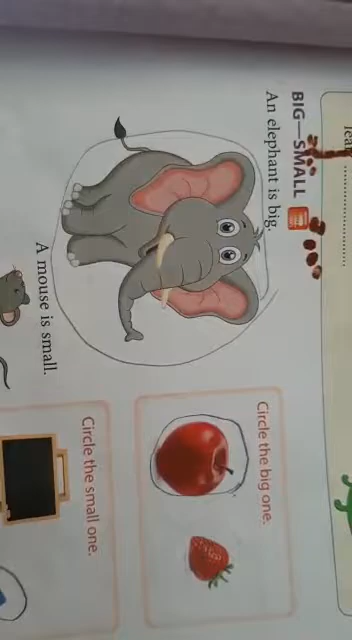 BIG—SMALL
An elephant is big.
A mouse is small.
Circle the big one.
Circle the small one.